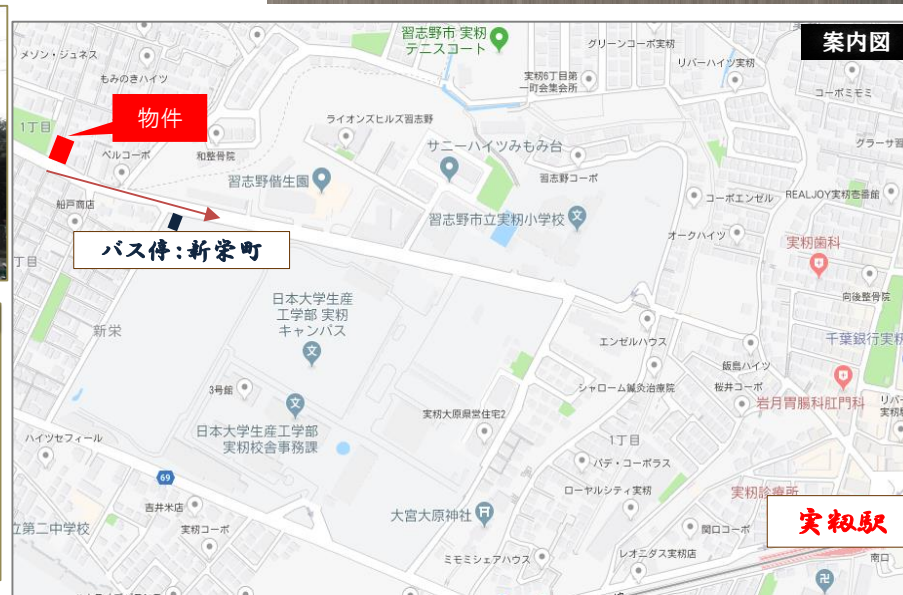 案内図
習志野市 実籾
テニスコート
グリーンコーポ実籾
メゾン・ジュネス
リバーハイツ実籾
もみのきハイツ
実籾6丁目第
一町会集会所
コーポミモミ
物件
1丁目
ライオンズヒルズ習志野
ベルコーポ
和整骨院
サニーハイツみもみ台
グラーサ習
習志野偕生園
習志野コーポ
コーポエンゼル
REALJOY実籾壱番館
船戸商店
習志野市立実籾小学校
オークハイツ
実籾歯科
バス停:新栄町
丁目
日本大学生産
工学部 実籾
キャンパス
向後整骨院
新栄
エンゼルハウス
千葉銀行実籾
飯島ハイツ
3号館
シャローム鍼灸治療院
桜井コーポ
岩月胃腸科肛門科
リバー
実籾
実籾大原県営住宅2
日本大学生産工学部
実籾校舎事務課
ハイツセフィール
1丁目
パデ・コーポラス
69
ローヤルシティ実籾
実籾診療所
吉井米店
大宮大原神社
実籾駅
立第二中学校
実籾コーポ
関口コーポ
ミモミシェアハウス
レオニダス実籾店
南口